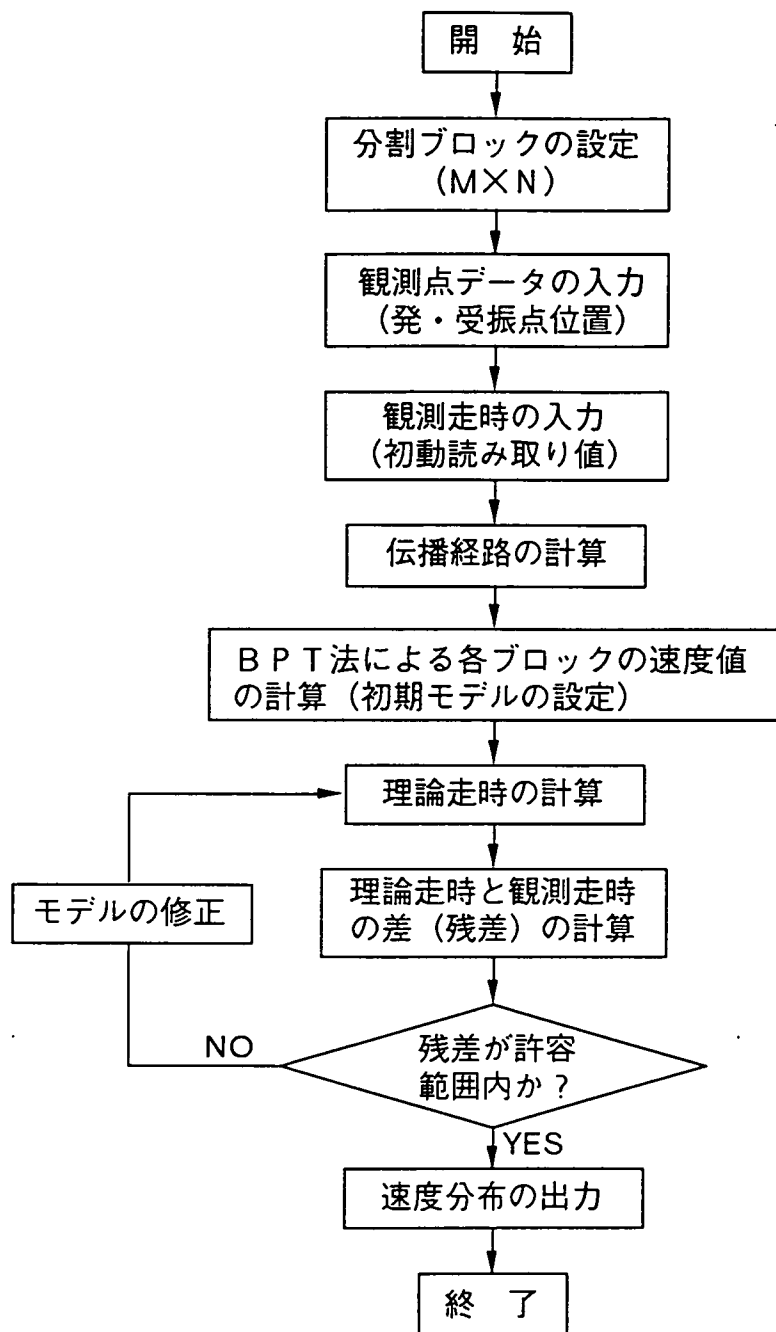 開 始
分割ブロックの設定
(M×N)
観測点データの入力
(発・受振点位置)
観測走時の入力
(初動読み取り値)
伝播経路の計算
BPT法による各ブロックの速度値
の計算(初期モデルの設定)
理論走時の計算
モデルの修正
理論走時と観測走時
の差(残差)の計算
NO
残差が許容
範囲内か?
YES
速度分布の出力
終 了